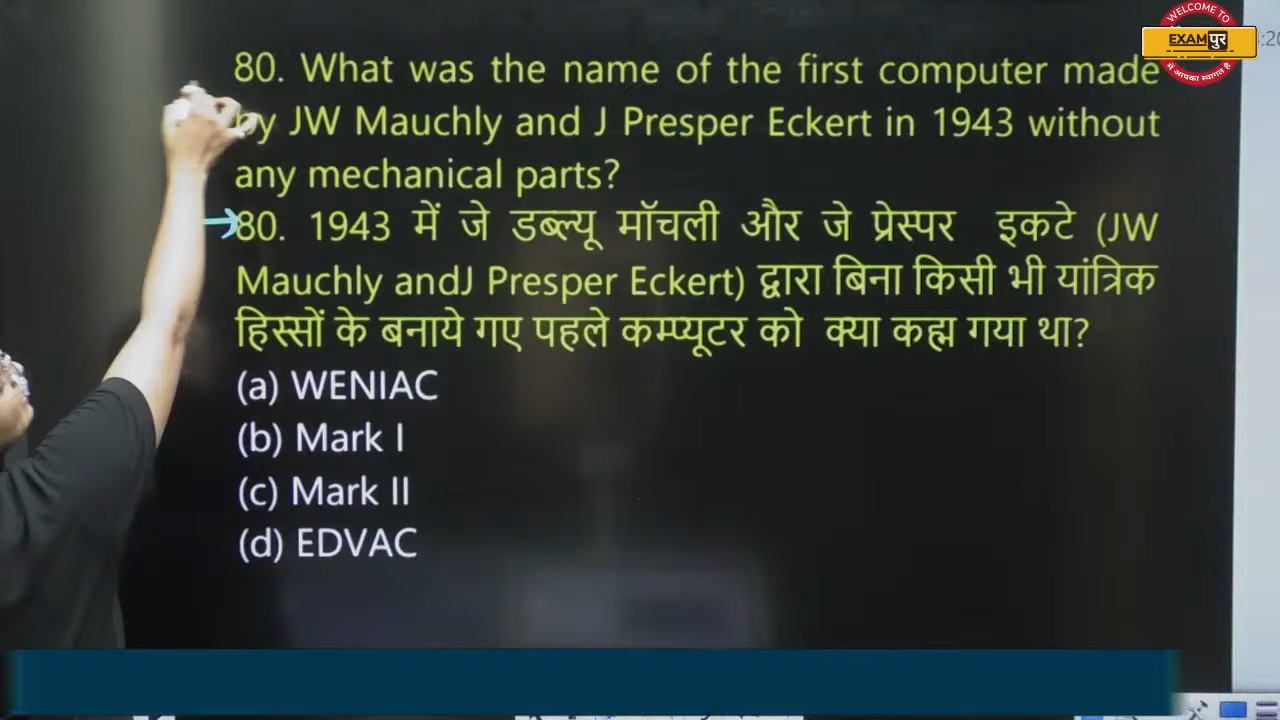 WELCOME TO
EXAMपुर
में आपका स्वागत है
80. What was the name of the first computer made
by JW Mauchly and J Presper Eckert in 1943 without
any mechanical parts?
80. 1943 में जे डब्ल्यू मॉचली और जे प्रेस्पर इकटे (JW
Mauchly andJ Presper Eckert) द्वारा बिना किसी भी यांत्रिक
हिस्सों के बनाये गए पहले कम्प्यूटर को क्या कह्म गया था?
(a) WENIAC
(b) Mark I
(c) Mark II
(d) EDVAC